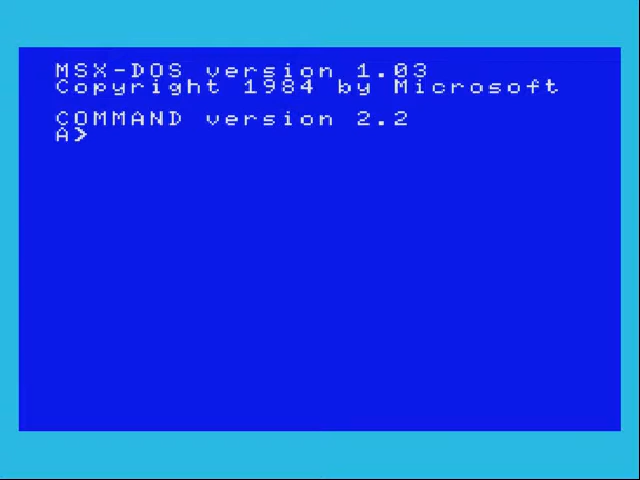 MSX-DOS version 1.03
Copyright 1984 by Microsoft
COMMAND version 2.2
A>